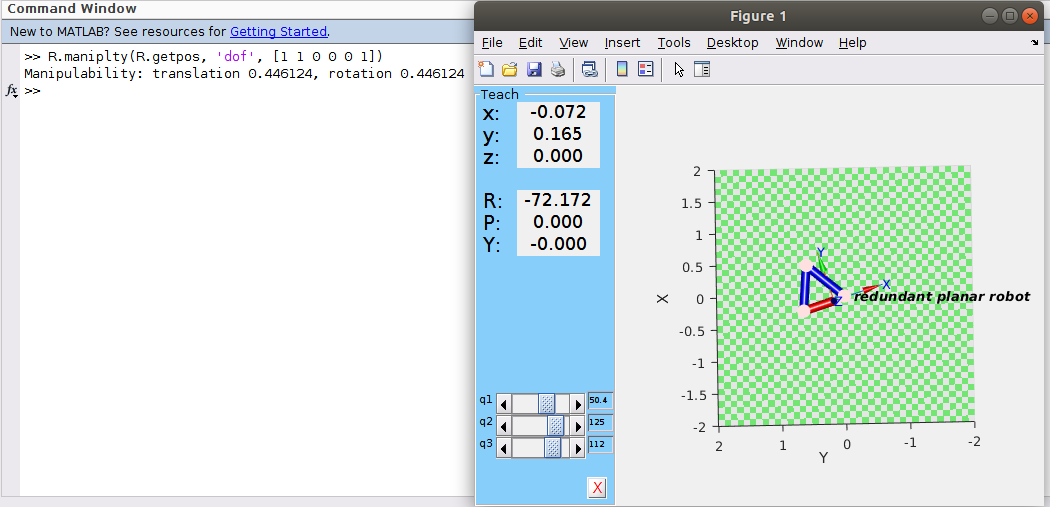 Command Window
New to MATLAB? See resources for Getting Started.
>> R.maniplty(R.getpos, 'dof', [1 1 0 0 0 1])
Manipulability: translation 0.446124, rotation 0.446124
fx >>
Figure 1
File Edit View Insert Tools Desktop Window Help
Teach
x: -0.072
y: 0.165
z: 0.000
R: -72.172
P: 0.000
Y: -0.000
q1 50.4
q2 125
q3 112
X
2
1.5
1
0.5
0
-0.5
-1
-1.5
-2
X
Y
X
redundant planar robot
2 1 0 -1 -2
Y